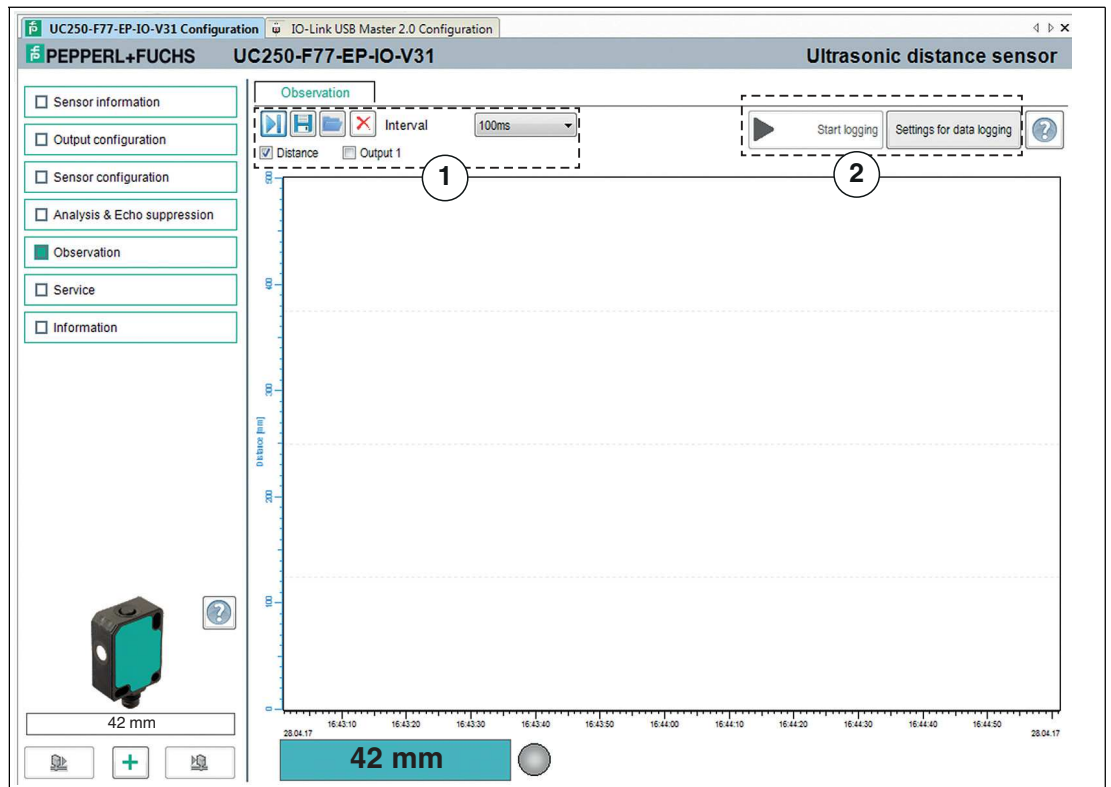 UC250-F77-EP-IO-V31 Configuration
IO-Link USB Master 2.0 Configuration
PEPPERL+FUCHS
UC250-F77-EP-IO-V31
Ultrasonic distance sensor
Sensor information
Output configuration
Sensor configuration
Analysis & Echo suppression
Observation
Service
Information
42 mm
Observation
Interval
100ms
Distance
Output 1
1
Start logging
Settings for data logging
2
500
400
300
200
100
0
Distance [mm]
16:43:10 16:43:20 16:43:30 16:43:40 16:43:50 16:44:00 16:44:10 16:44:20 16:44:30 16:44:40 16:44:50
28.04.17 28.04.17
42 mm